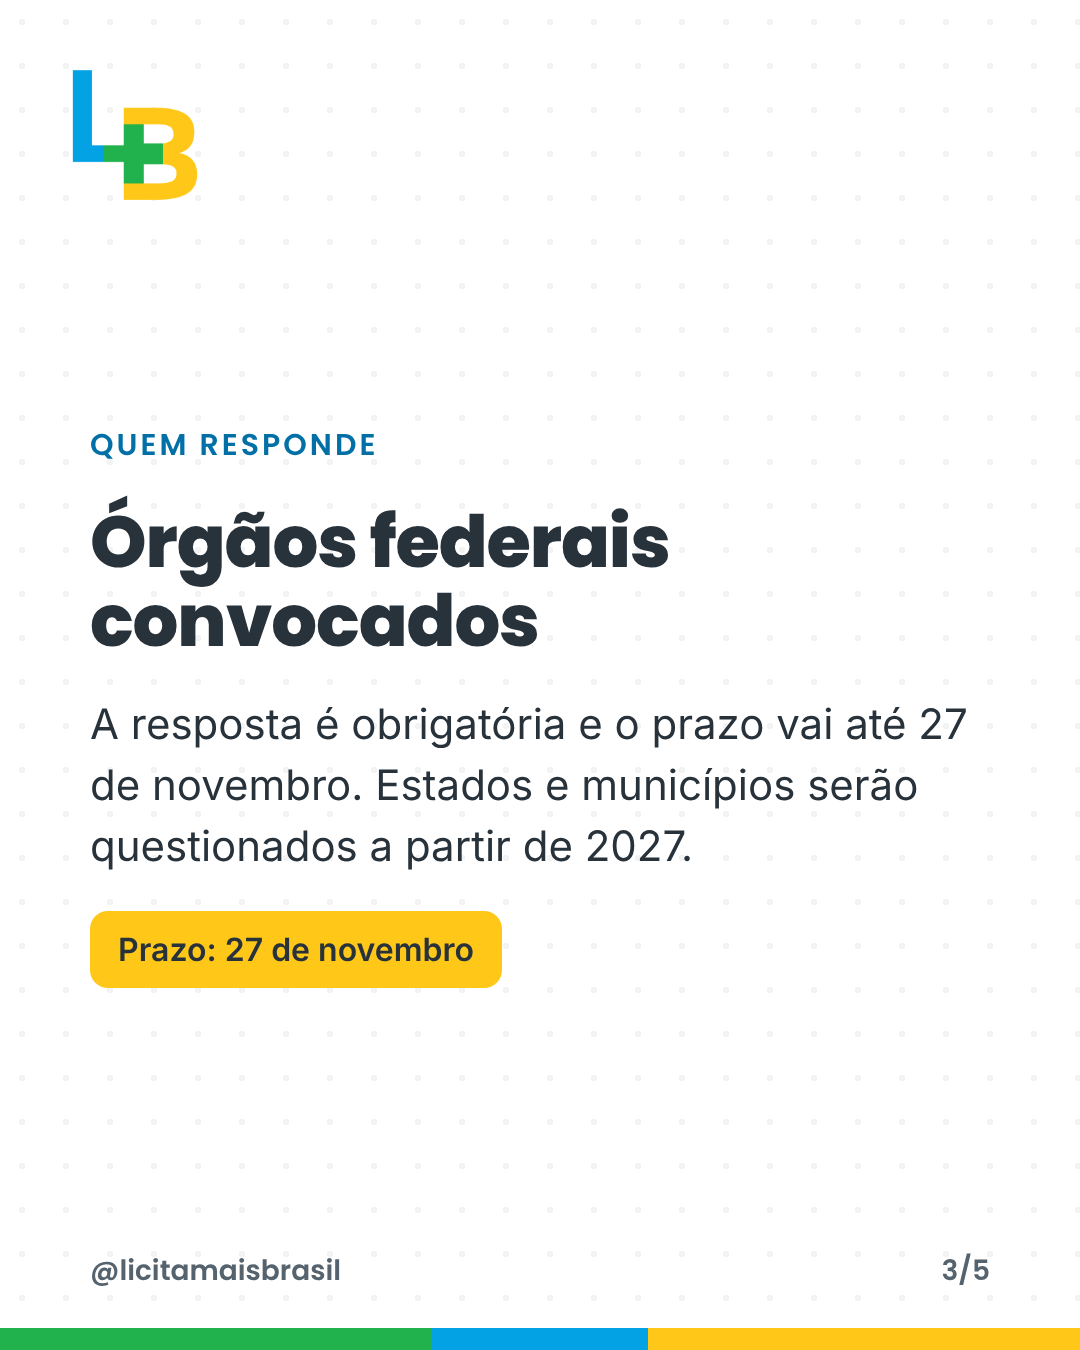 L+B
QUEM RESPONDE
Órgãos federais
convocados
A resposta é obrigatória e o prazo vai até 27
de novembro. Estados e municípios serão
questionados a partir de 2027.
Prazo: 27 de novembro
@licitamaisbrasil
3/5